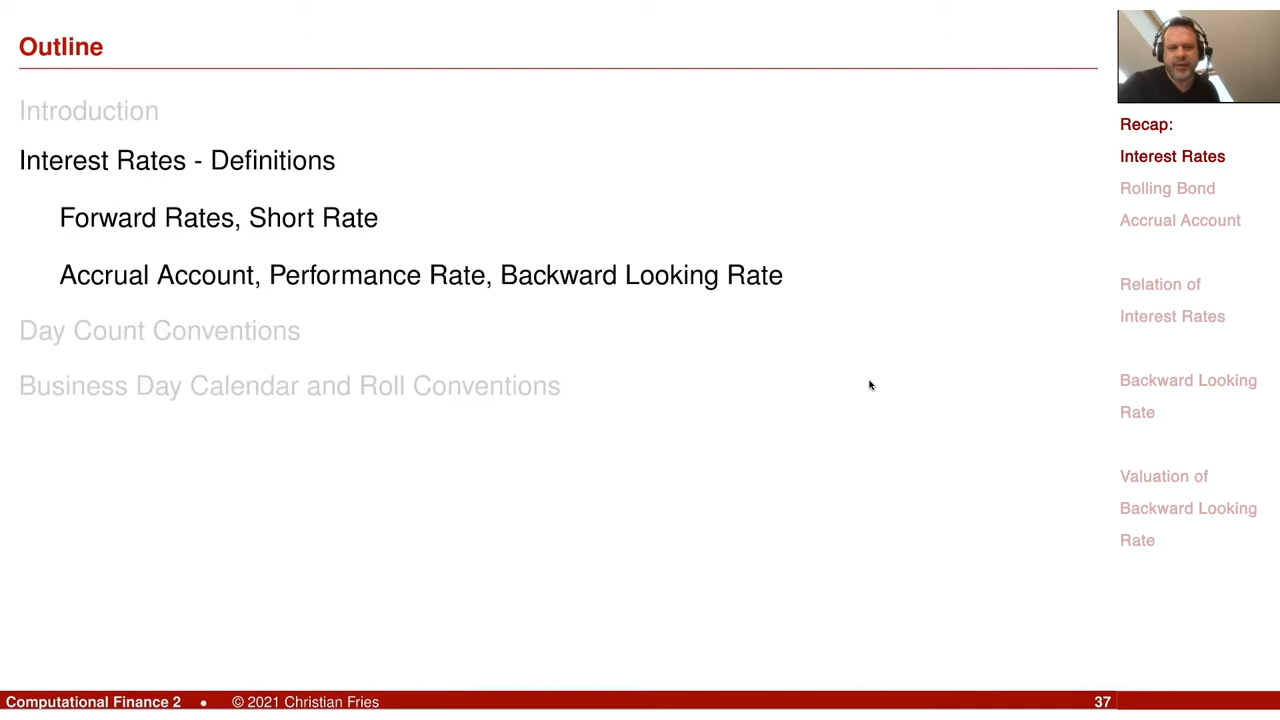 Outline
Introduction
Interest Rates - Definitions
Forward Rates, Short Rate
Accrual Account, Performance Rate, Backward Looking Rate
Day Count Conventions
Business Day Calendar and Roll Conventions
Recap:
Interest Rates
Rolling Bond
Accrual Account
Relation of
Interest Rates
Backward Looking
Rate
Valuation of
Backward Looking
Rate
Computational Finance 2 • © 2021 Christian Fries 37